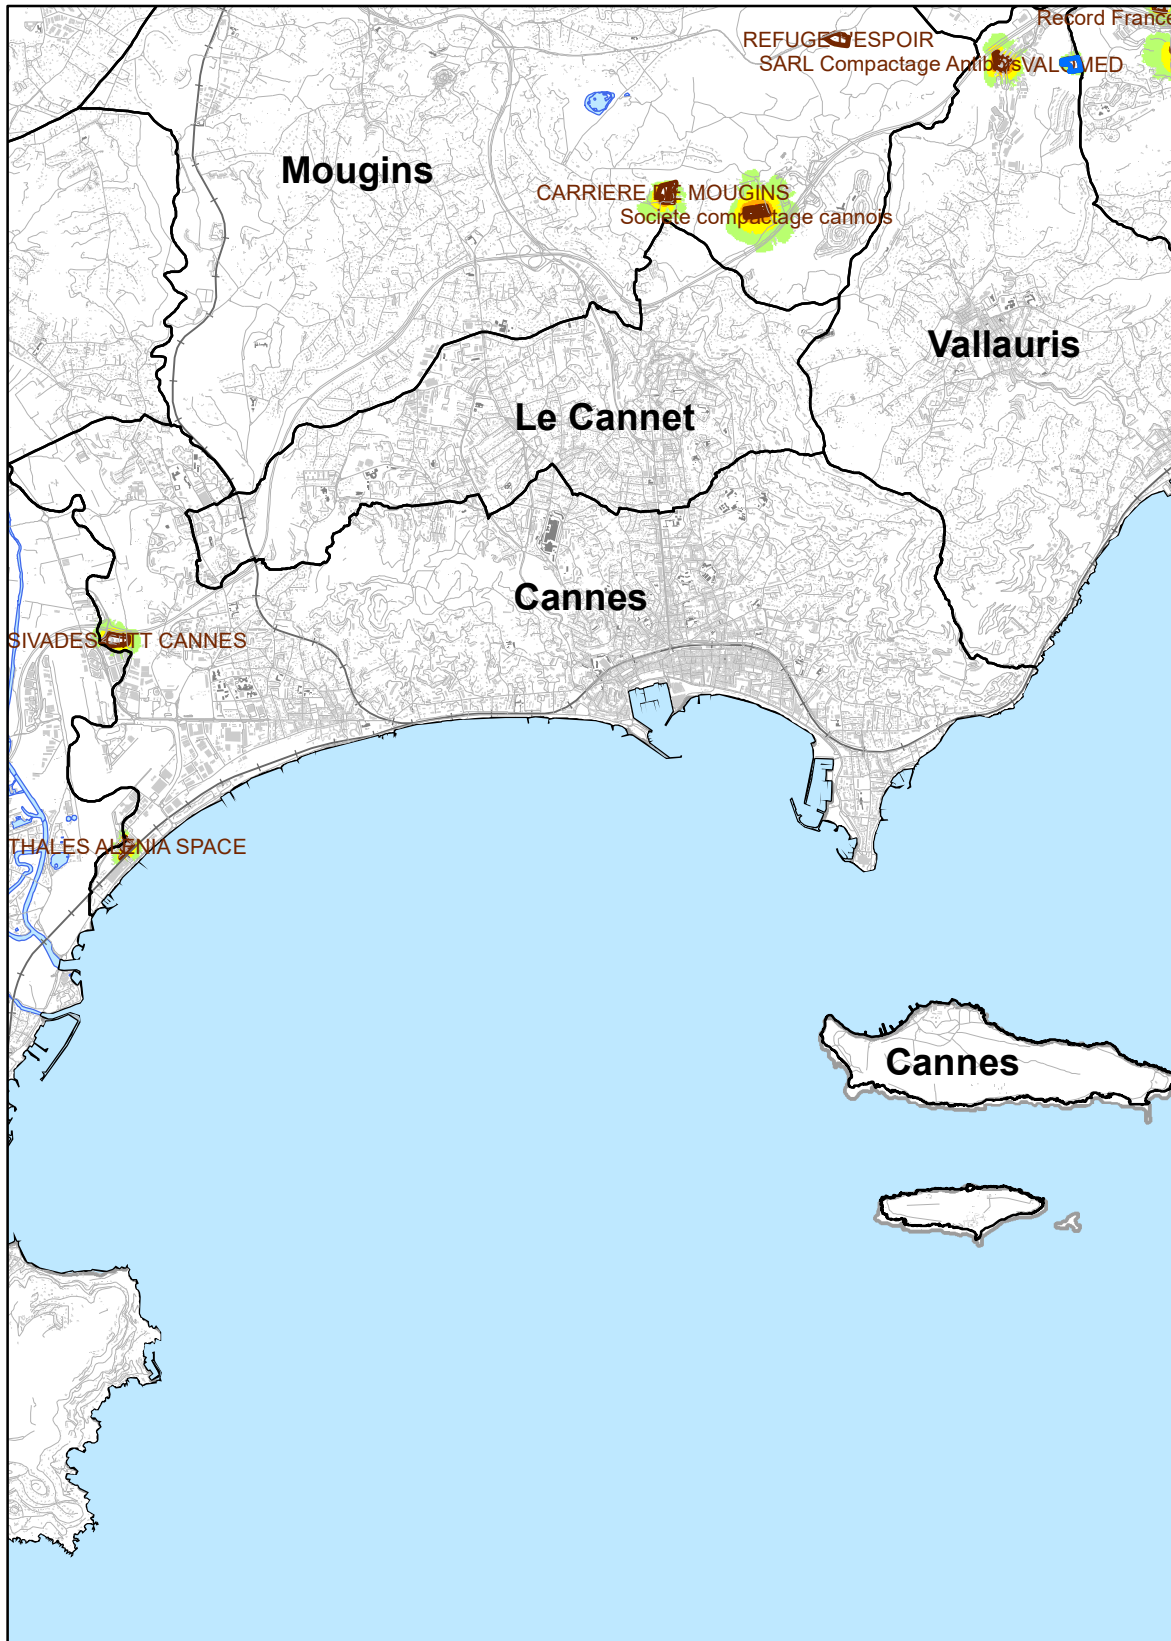 Record France
REFUGE L'ESPOIR
SARL Compactage Antibois
VALOMED
Mougins
CARRIERE DE MOUGINS
Societe compactage cannois
Vallauris
Le Cannet
Cannes
SIVADES CITT CANNES
THALES ALENIA SPACE
Cannes